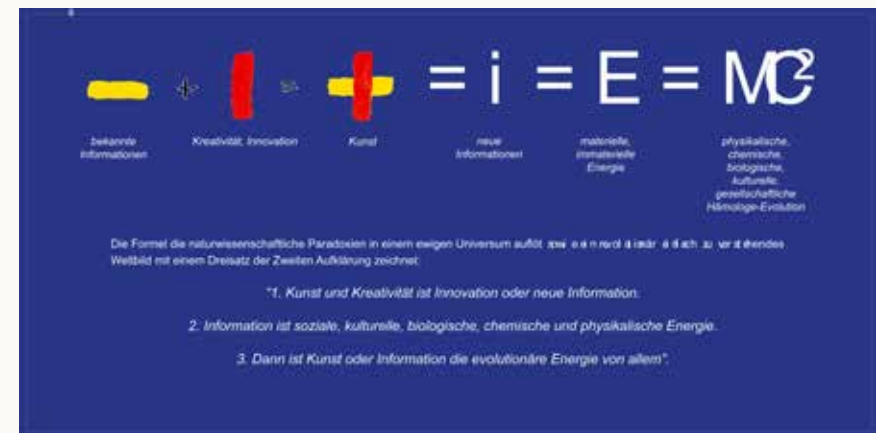 = i = E = MC²
bekannte
Informationen
Kreativität, Innovation
Kunst
neue
Informationen
materielle,
immaterielle
Energie
physikalische,
chemische,
biologische,
kulturelle,
gesellschaftliche
Hämologe-Evolution
Die Formel die naturwissenschaftliche Paradoxien in einem ewigen Universum auflöt zu
Weltbild mit einem Dreisatz der Zweiten Aufklärung zeichnet:
"1. Kunst und Kreativität ist Innovation oder neue Information.
2. Information ist soziale, kulturelle, biologische, chemische und physikalische Energie.
3. Dann ist Kunst oder Information die evolutionäre Energie von allem".